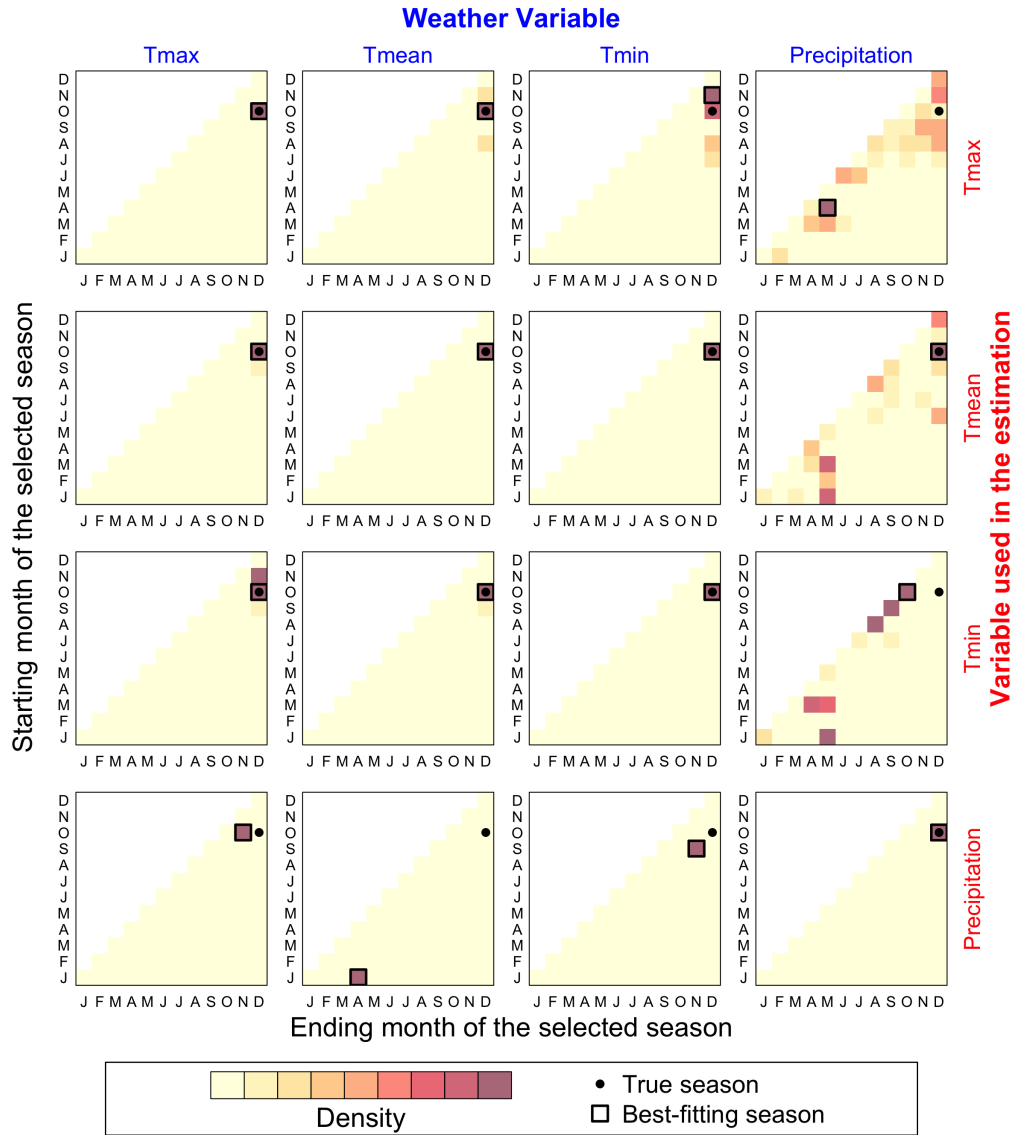 Weather Variable
Tmax Tmean Tmin Precipitation
D D D D
N N N N
O O O O
S S S S
A A A A
J J J J
J J J J
M M M M
A A A A
M M M M
F F F F
J J J J
Tmax
J F M A M J J A S O N D J F M A M J J A S O N D J F M A M J J A S O N D J F M A M J J A S O N D
D D D D
N N N N
O O O O
S S S S
A A A A
J J J J
J J J J
M M M M
A A A A
M M M M
F F F F
J J J J
Tmean
J F M A M J J A S O N D J F M A M J J A S O N D J F M A M J J A S O N D J F M A M J J A S O N D
Starting month of the selected season
Variable used in the estimation
D D D D
N N N N
O O O O
S S S S
A A A A
J J J J
J J J J
M M M M
A A A A
M M M M
F F F F
J J J J
Tmin
J F M A M J J A S O N D J F M A M J J A S O N D J F M A M J J A S O N D J F M A M J J A S O N D
D D D D
N N N N
O O O O
S S S S
A A A A
J J J J
J J J J
M M M M
A A A A
M M M M
F F F F
J J J J
Precipitation
J F M A M J J A S O N D J F M A M J J A S O N D J F M A M J J A S O N D J F M A M J J A S O N D
Ending month of the selected season
Density
True season
Best-fitting season